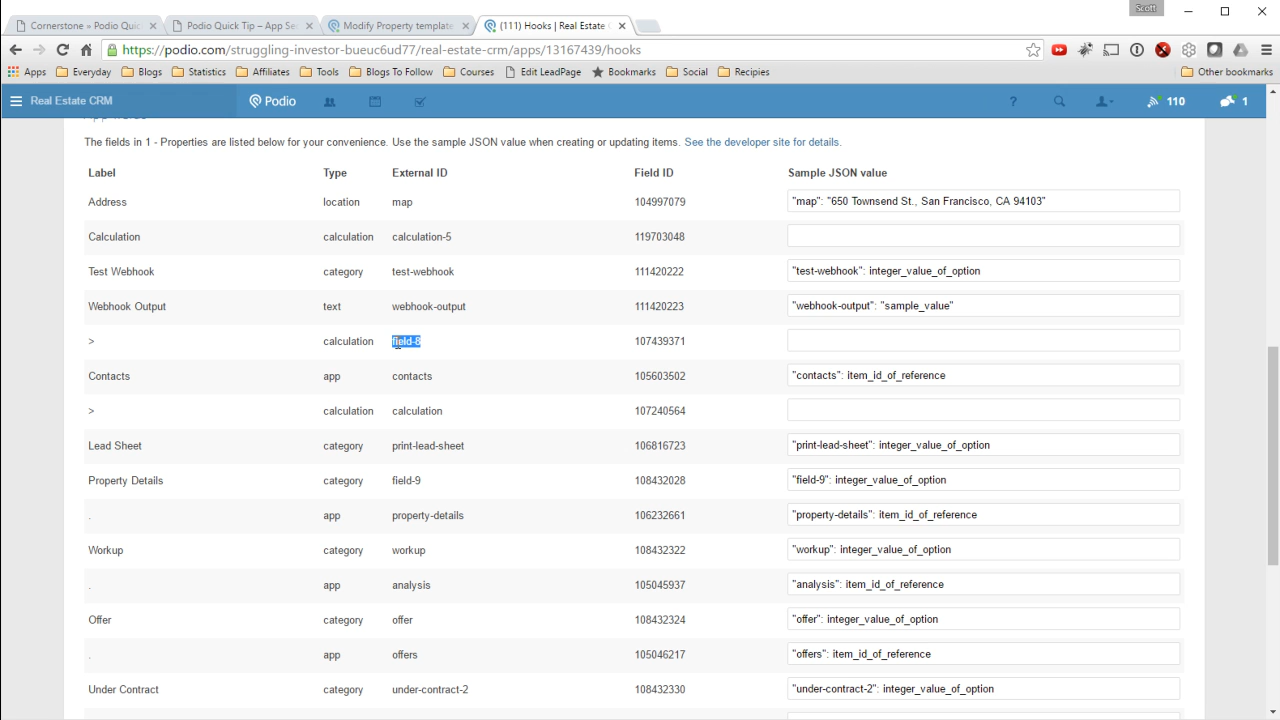 Scott
Cornerstone » Podio Quic
Podio Quick Tip – App Se
Modify Property template
(111) Hooks | Real Estate C
https://podio.com/struggling-investor-bueuc6ud77/real-estate-crm/apps/13167439/hooks
Apps Everyday Blogs Statistics Affiliates Tools Blogs To Follow Courses Edit LeadPage Bookmarks Social Recipies Other bookmarks
Real Estate CRM Podio ? 110 1
The fields in 1 - Properties are listed below for your convenience. Use the sample JSON value when creating or updating items. See the developer site for details.
Label Type External ID Field ID Sample JSON value
Address location map 104997079 "map": "650 Townsend St., San Francisco, CA 94103"
Calculation calculation calculation-5 119703048
Test Webhook category test-webhook 111420222 "test-webhook": integer_value_of_option
Webhook Output text webhook-output 111420223 "webhook-output": "sample_value"
> calculation field-8 107439371
Contacts app contacts 105603502 "contacts": item_id_of_reference
> calculation calculation 107240564
Lead Sheet category print-lead-sheet 106816723 "print-lead-sheet": integer_value_of_option
Property Details category field-9 108432028 "field-9": integer_value_of_option
. app property-details 106232661 "property-details": item_id_of_reference
Workup category workup 108432322 "workup": integer_value_of_option
. app analysis 105045937 "analysis": item_id_of_reference
Offer category offer 108432324 "offer": integer_value_of_option
. app offers 105046217 "offers": item_id_of_reference
Under Contract category under-contract-2 108432330 "under-contract-2": integer_value_of_option